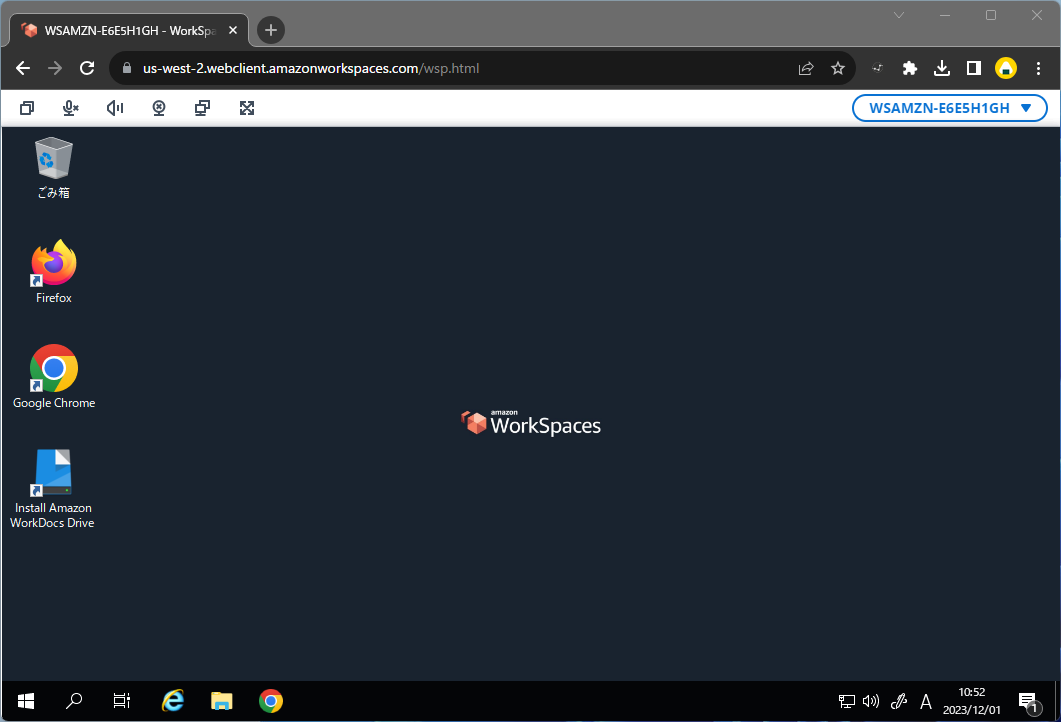 WSAMZN-E6E5H1GH - WorkSpa
us-west-2.webclient.amazonworkspaces.com/wsp.html
WSAMZN-E6E5H1GH
ごみ箱
Firefox
Google Chrome
Install Amazon
WorkDocs Drive
amazon
WorkSpaces
A
10:52
2023/12/01
1